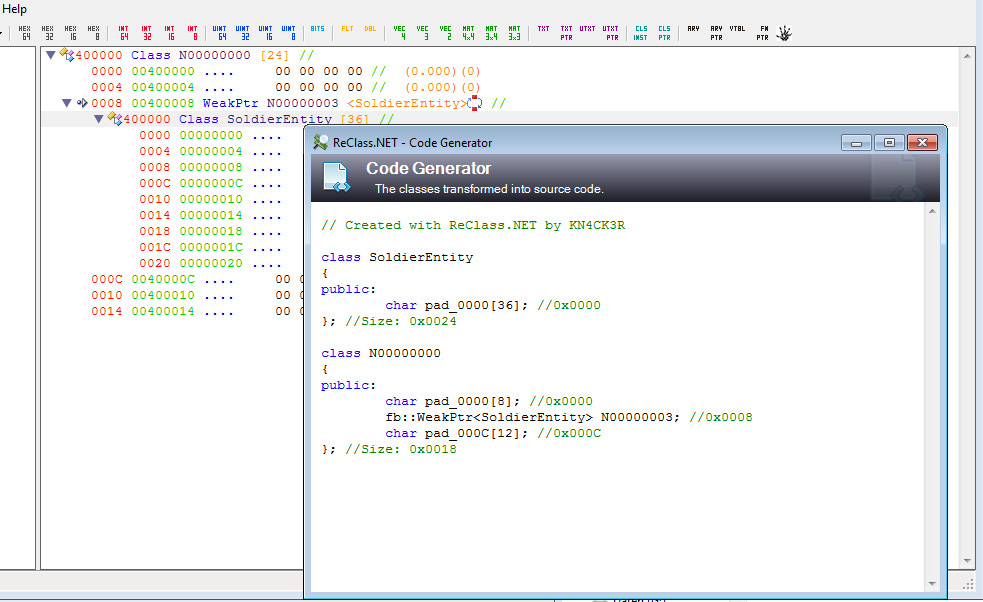 Help
HEX 64 HEX 32 HEX 16 HEX 8 INT 64 INT 32 INT 16 INT 8 UINT 64 UINT 32 UINT 16 UINT 8 BITS FLT DBL VEC 4 VEC 3 VEC 2 MAT 4x4 MAT 3x4 MAT 3x3 TXT TXT PTR UTXT UTXT PTR CLS INST CLS PTR ARY ARY PTR VTBL FN PTR
400000 Class N00000000 [24] //
0000 00400000 .... 00 00 00 00 // (0.000)(0)
0004 00400004 .... 00 00 00 00 // (0.000)(0)
0008 00400008 WeakPtr N00000003 <SoldierEntity> //
400000 Class SoldierEntity [36] //
0000 00000000 ....
0004 00000004 ....
0008 00000008 ....
000C 0000000C ....
0010 00000010 ....
0014 00000014 ....
0018 00000018 ....
001C 0000001C ....
0020 00000020 ....
000C 0040000C .... 00
0010 00400010 .... 00
0014 00400014 .... 00
ReClass.NET - Code Generator
Code Generator
The classes transformed into source code.
// Created with ReClass.NET by KN4CK3R
class SoldierEntity
{
public:
char pad_0000[36]; //0x0000
}; //Size: 0x0024
class N00000000
{
public:
char pad_0000[8]; //0x0000
fb::WeakPtr<SoldierEntity> N00000003; //0x0008
char pad_000C[12]; //0x000C
}; //Size: 0x0018